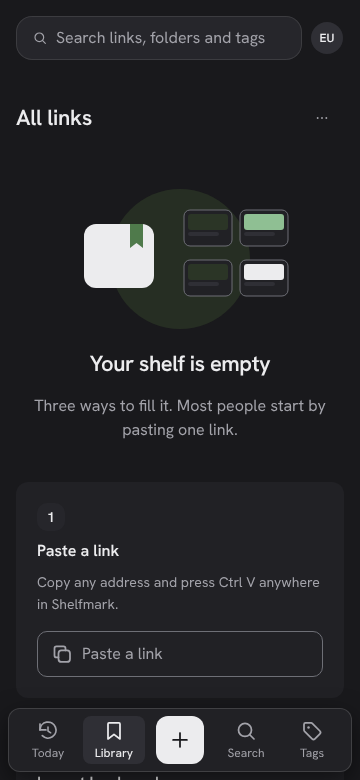 Search links, folders and tags
EU
All links
Your shelf is empty
Three ways to fill it. Most people start by
pasting one link.
1
Paste a link
Copy any address and press Ctrl V anywhere
in Shelfmark.
Paste a link
Today
Library
Search
Tags